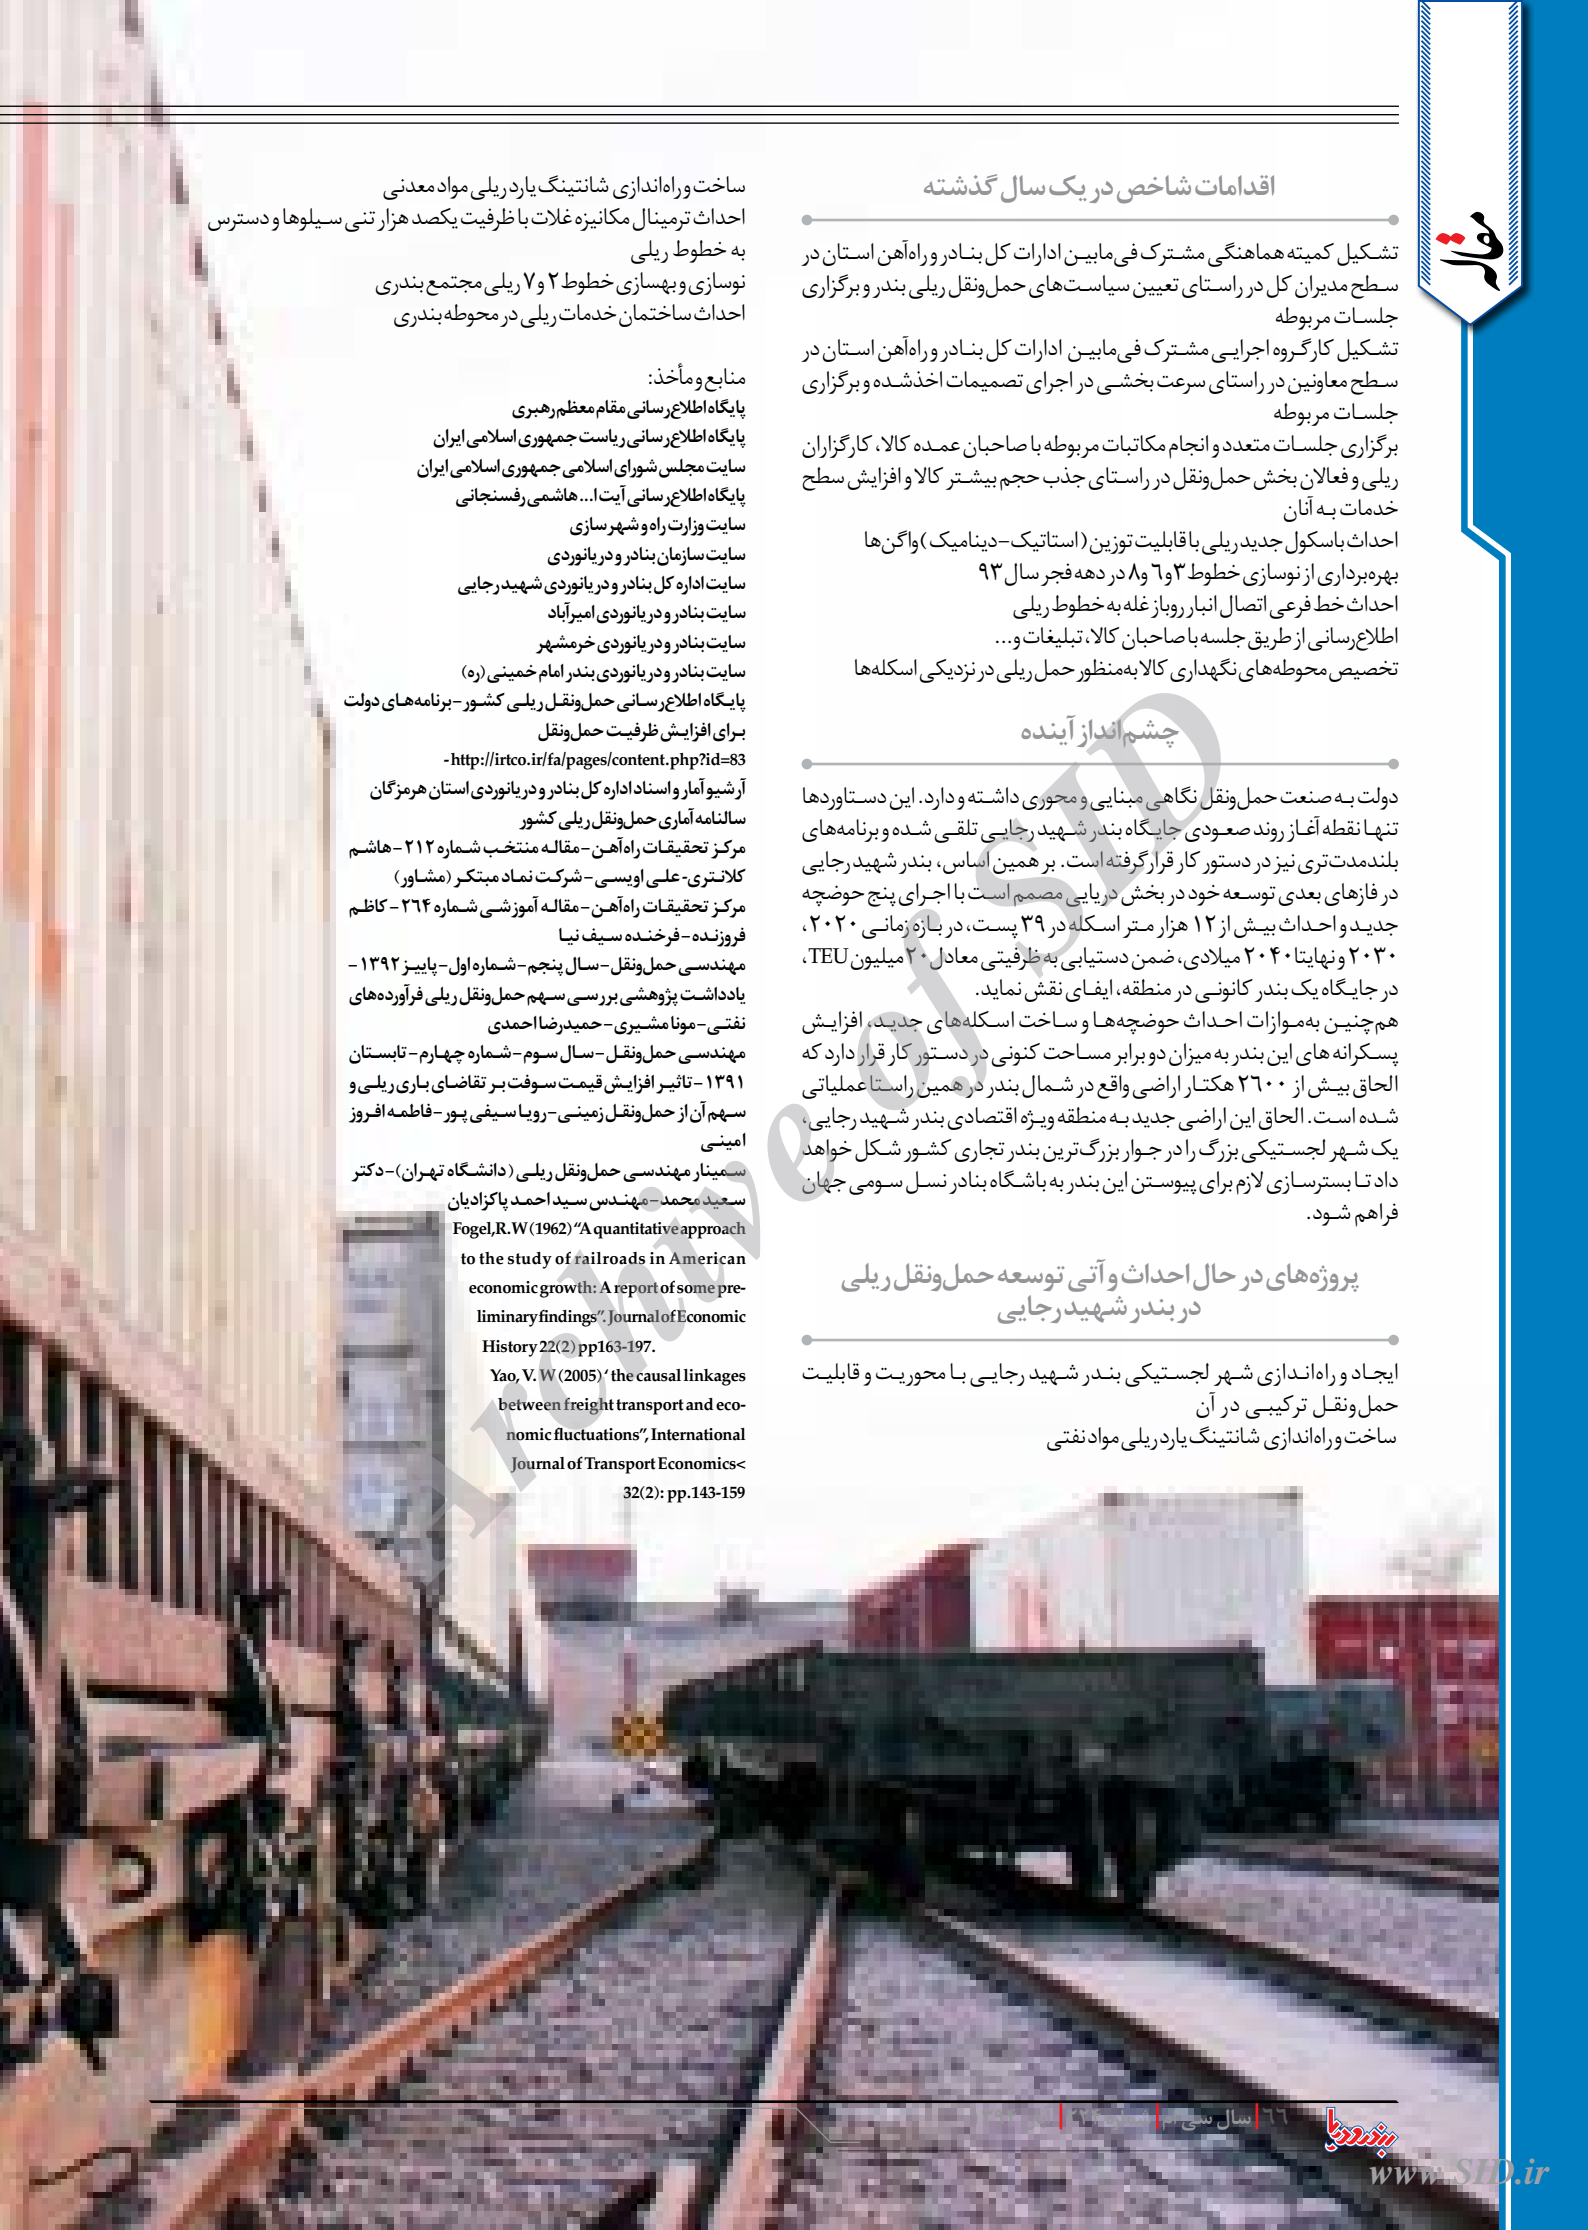 اقدامات شاخص در یک سال گذشته
تشکیل کمیته هماهنگی مشترک فی‌مابین ادارات کل بنادر و راه‌آهن استان در
سطح مدیران کل در راستای تعیین سیاست‌های حمل‌ونقل ریلی بندر و برگزاری
جلسات مربوطه
تشکیل کارگروه اجرایی مشترک فی‌مابین ادارات کل بنادر و راه‌آهن استان در
سطح معاونین در راستای سرعت بخشی در اجرای تصمیمات اخذشده و برگزاری
جلسات مربوطه
برگزاری جلسات متعدد و انجام مکاتبات مربوطه با صاحبان عمده کالا، کارگزاران
ریلی و فعالان بخش حمل‌ونقل در راستای جذب حجم بیشتر کالا و افزایش سطح
خدمات به آنان
احداث باسکول جدید ریلی با قابلیت توزین (استاتیک–دینامیک) واگن‌ها
بهره‌برداری از نوسازی خطوط ۳ و ۶ و ۸ در دهه فجر سال ۹۳
احداث خط فرعی اتصال انبار روباز غله به خطوط ریلی
اطلاع‌رسانی از طریق جلسه با صاحبان کالا، تبلیغات و...
تخصیص محوطه‌های نگهداری کالا به‌منظور حمل ریلی در نزدیکی اسکله‌ها
چشم‌انداز آینده
دولت به صنعت حمل‌ونقل نگاهی مبنایی و محوری داشته و دارد. این دستاوردها
تنها نقطه آغاز روند صعودی جایگاه بندر شهید رجایی تلقی شده و برنامه‌های
بلندمدت‌تری نیز در دستور کار قرار گرفته است. بر همین اساس، بندر شهید رجایی
در فازهای بعدی توسعه خود در بخش دریایی مصمم است با اجرای پنج حوضچه
جدید و احداث بیش از ۱۲ هزار متر اسکله در ۳۹ پست، در بازه زمانی ۲۰۲۰،
۲۰۳۰ و نهایتا ۲۰۴۰ میلادی، ضمن دستیابی به ظرفیتی معادل ۲۰ میلیون TEU،
در جایگاه یک بندر کانونی در منطقه، ایفای نقش نماید.
هم‌چنین به‌موازات احداث حوضچه‌ها و ساخت اسکله‌های جدید، افزایش
پسکرانه های این بندر به میزان دو برابر مساحت کنونی در دستور کار قرار دارد که
الحاق بیش از ۲۶۰۰ هکتار اراضی واقع در شمال بندر در همین راستا عملیاتی
شده است. الحاق این اراضی جدید به منطقه ویژه اقتصادی بندر شهید رجایی،
یک شهر لجستیکی بزرگ را در جوار بزرگ‌ترین بندر تجاری کشور شکل خواهد
داد تا بسترسازی لازم برای پیوستن این بندر به باشگاه بنادر نسل سومی جهان
فراهم شود.
پروژه‌های در حال احداث و آتی توسعه حمل‌ونقل ریلی
در بندر شهید رجایی
ایجاد و راه‌اندازی شهر لجستیکی بندر شهید رجایی با محوریت و قابلیت
حمل‌ونقل ترکیبی در آن
ساخت و راه‌اندازی شانتینگ یارد ریلی مواد نفتی
ساخت و راه‌اندازی شانتینگ یارد ریلی مواد معدنی
احداث ترمینال مکانیزه غلات با ظرفیت یکصد هزار تنی سیلوها و دسترس
به خطوط ریلی
نوسازی و بهسازی خطوط ۲ و ۷ ریلی مجتمع بندری
احداث ساختمان خدمات ریلی در محوطه بندری
منابع و مأخذ:
پایگاه اطلاع‌رسانی مقام معظم رهبری
پایگاه اطلاع‌رسانی ریاست جمهوری اسلامی ایران
سایت مجلس شورای اسلامی جمهوری اسلامی ایران
پایگاه اطلاع‌رسانی آیت ا... هاشمی رفسنجانی
سایت وزارت راه و شهرسازی
سایت سازمان بنادر و دریانوردی
سایت اداره کل بنادر و دریانوردی شهید رجایی
سایت بنادر و دریانوردی امیرآباد
سایت بنادر و دریانوردی خرمشهر
سایت بنادر و دریانوردی بندر امام خمینی (ره)
پایگاه اطلاع‌رسانی حمل‌ونقل ریلی کشور – برنامه‌های دولت
برای افزایش ظرفیت حمل‌ونقل
- http://irtco.ir/fa/pages/content.php?id=83
آرشیو آمار و اسناد اداره کل بنادر و دریانوردی استان هرمزگان
سالنامه آماری حمل‌ونقل ریلی کشور
مرکز تحقیقات راه‌آهن – مقاله منتخب شماره ۲۱۲ – هاشم
کلانتری- علی اویسی – شرکت نماد مبتکر (مشاور)
مرکز تحقیقات راه‌آهن – مقاله آموزشی شماره ۲۶۴ – کاظم
فروزنده – فرخنده سیف نیا
مهندسی حمل‌ونقل – سال پنجم – شماره اول – پاییز ۱۳۹۲ –
یادداشت پژوهشی بررسی سهم حمل‌ونقل ریلی فرآورده‌های
نفتی – مونا مشیری – حمیدرضا احمدی
مهندسی حمل‌ونقل – سال سوم – شماره چهارم – تابستان
۱۳۹۱ – تاثیر افزایش قیمت سوفت بر تقاضای باری ریلی و
سهم آن از حمل‌ونقل زمینی – رویا سیفی پور – فاطمه افروز
امینی
سمینار مهندسی حمل‌ونقل ریلی (دانشگاه تهران) – دکتر
سعید محمد – مهندس سید احمد پاکزادیان
Fogel,R.W (1962) “A quantitative approach
to the study of railroads in American
economic growth: A report of some pre-
liminary findings”. Journal of Economic
History 22(2) pp163-197.
Yao, V. W (2005) ‘ the causal linkages
between freight transport and eco-
nomic fluctuations”, International
Journal of Transport Economics<
32(2): pp.143-159
Archive of SID
۶۶ | سال سی ام
بندر و دریا
www.SID.ir